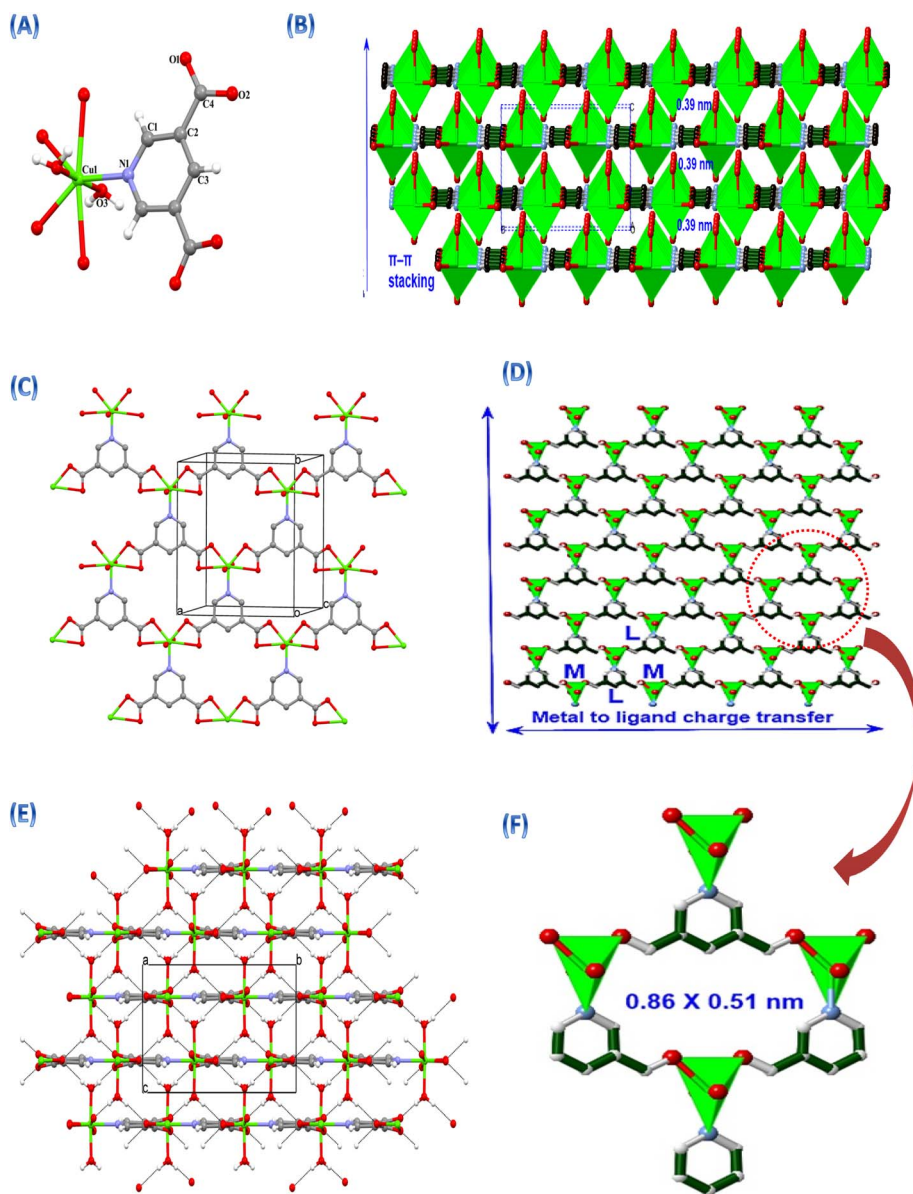 (A)
O1
O2
C4
C1
C2
Cu1
N1
C3
O3
(B)
c
0.39 nm
0.39 nm
0.39 nm
π–π
stacking
(C)
b
a
o
c
(D)
L
M
M
L
Metal to ligand charge transfer
(E)
a
b
c
(F)
0.86 X 0.51 nm